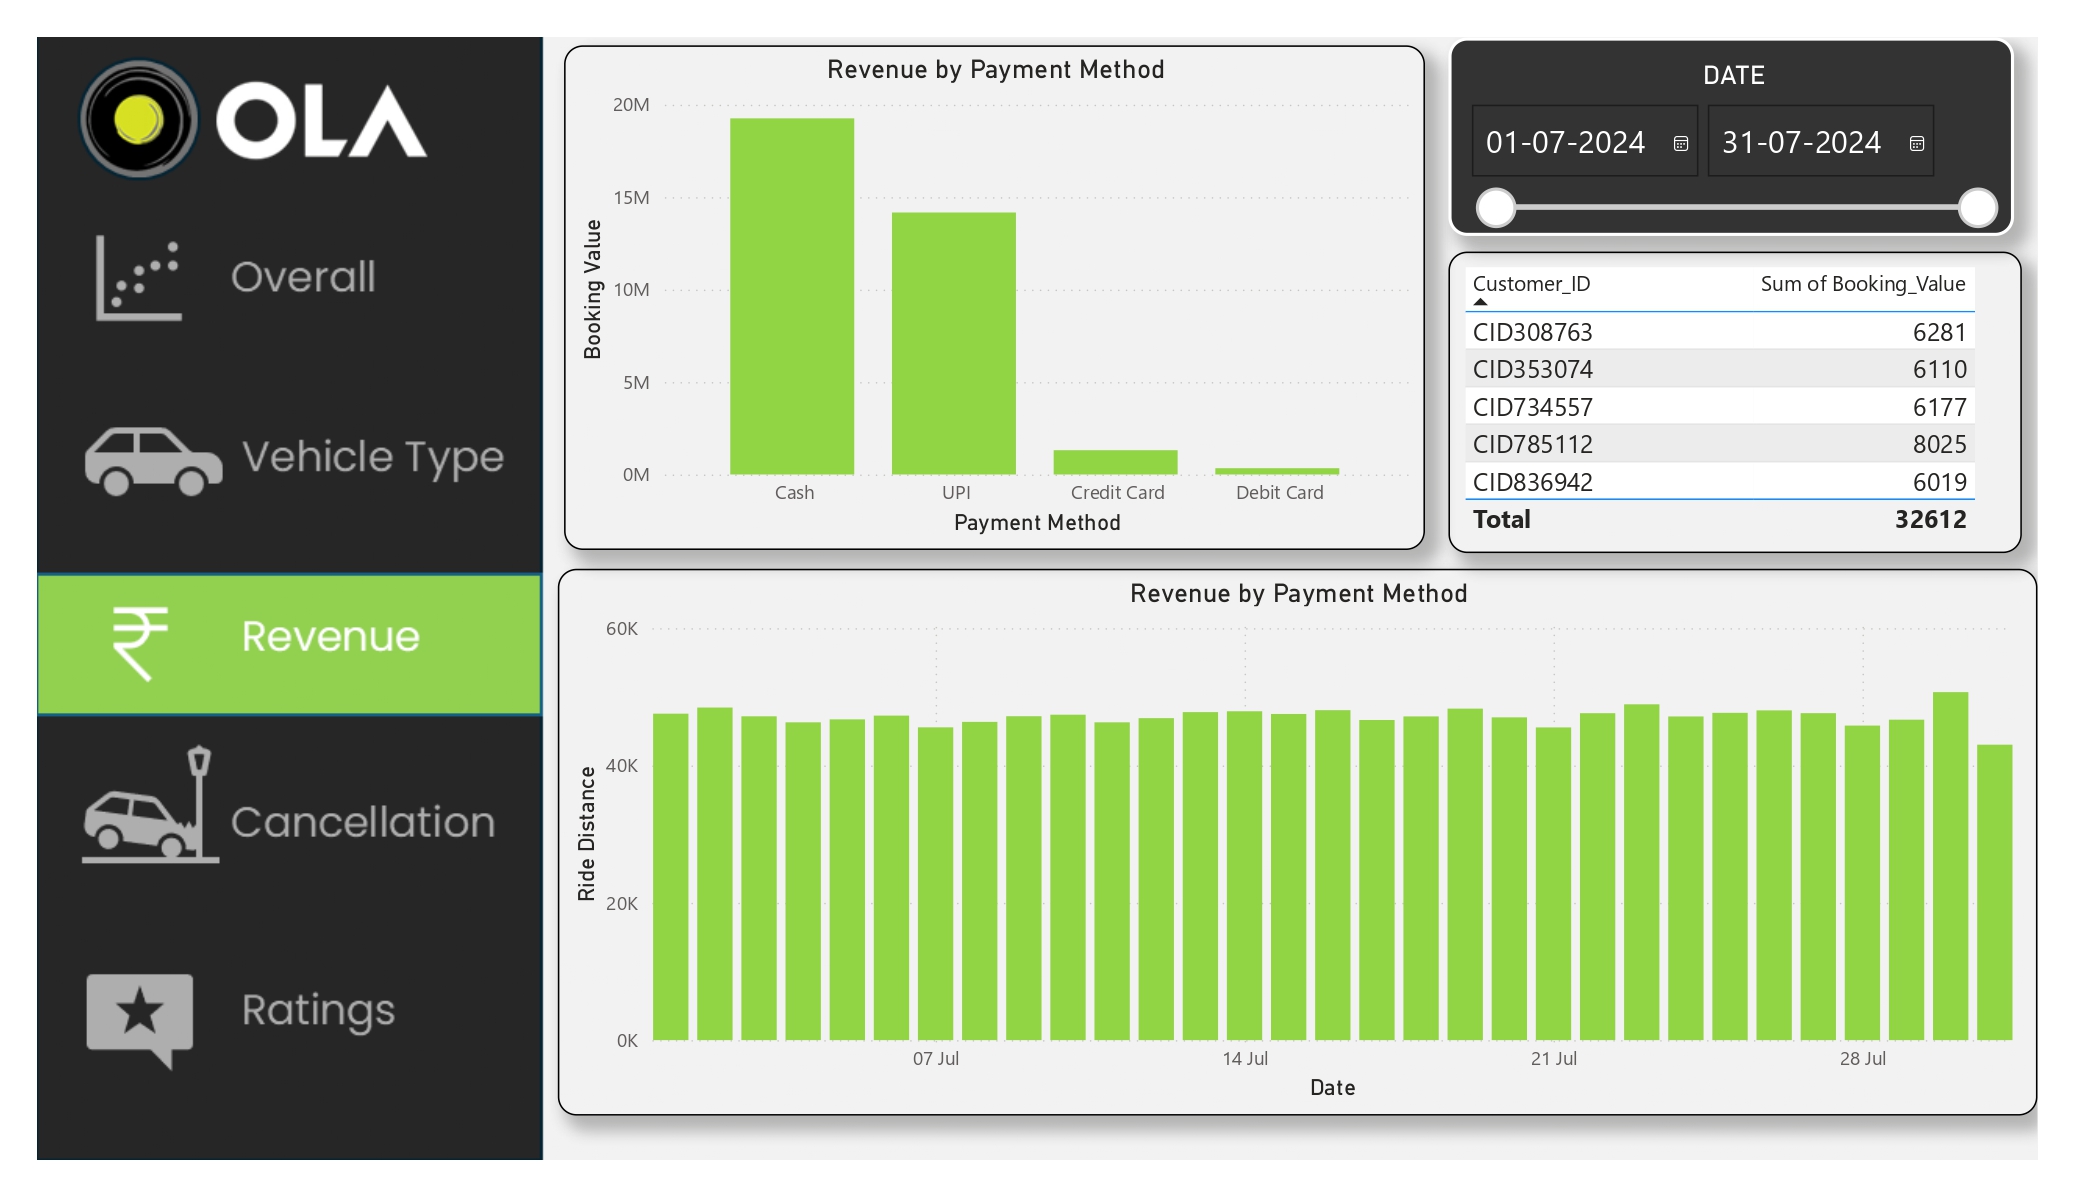 OLA
Overall
Vehicle Type
₹ Revenue
Cancellation
Ratings
Revenue by Payment Method
Booking Value
20M
15M
10M
5M
0M
Cash UPI Credit Card Debit Card
Payment Method
DATE
01-07-2024 31-07-2024
Customer_ID Sum of Booking_Value
CID308763 6281
CID353074 6110
CID734557 6177
CID785112 8025
CID836942 6019
Total 32612
Revenue by Payment Method
Ride Distance
60K
40K
20K
0K
07 Jul 14 Jul 21 Jul 28 Jul
Date